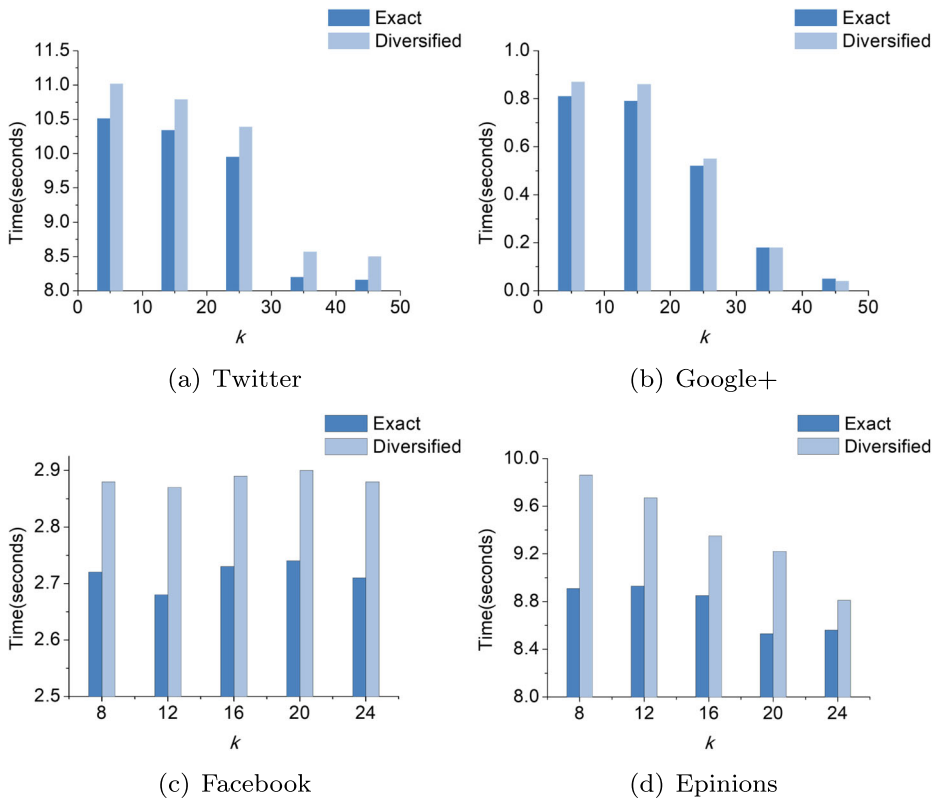 Exact
Diversified
11.5
11.0
10.5
10.0
9.5
9.0
8.5
8.0
Time(seconds)
0 10 20 30 40 50
k
(a) Twitter
Exact
Diversified
1.0
0.8
0.6
0.4
0.2
0.0
Time(seconds)
0 10 20 30 40 50
k
(b) Google+
Exact
Diversified
2.9
2.8
2.7
2.6
2.5
Time(seconds)
8 12 16 20 24
k
(c) Facebook
Exact
Diversified
10.0
9.6
9.2
8.8
8.4
8.0
Time(seconds)
8 12 16 20 24
k
(d) Epinions